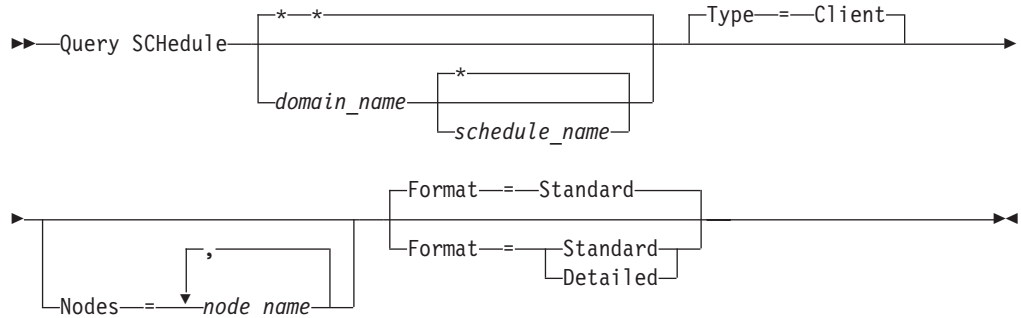 * * Type = Client
Query SCHedule
domain_name *
schedule_name
Format = Standard
Format = Standard
Detailed
,
Nodes = node name